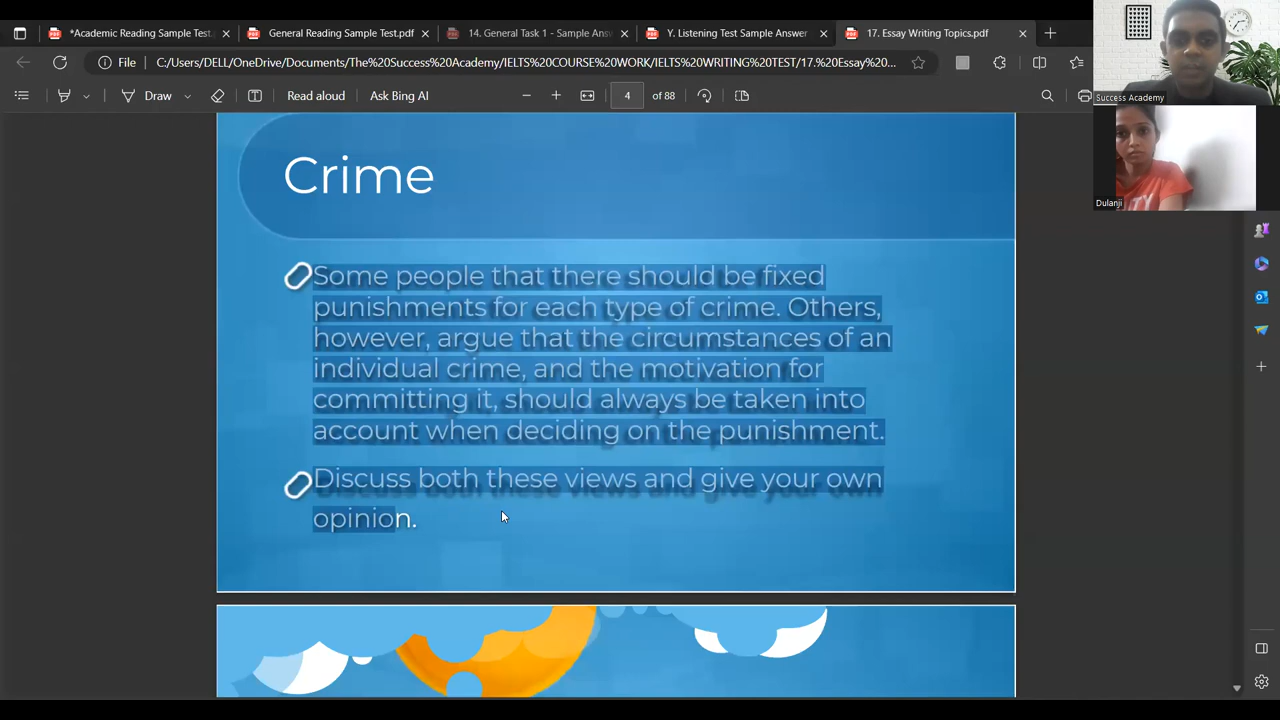 *Academic Reading Sample Test.
General Reading Sample Test.pdf
14. General Task 1 - Sample Ans
Y. Listening Test Sample Answer
17. Essay Writing Topics.pdf
File
C:/Users/DELL/OneDrive/Documents/The%20Success%20Academy/IELTS%20COURSE%20WORK/IELTS%20WRITING%20TEST/17.%20Essay%20...
Draw
Read aloud
Ask Bing AI
4
of 88
Success Academy
Dulanji
Crime
Some people that there should be fixed
punishments for each type of crime. Others,
however, argue that the circumstances of an
individual crime, and the motivation for
committing it, should always be taken into
account when deciding on the punishment.
Discuss both these views and give your own
opinion.